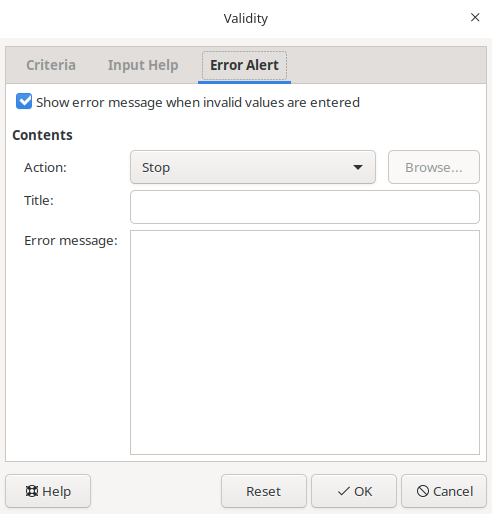 Validity
Criteria Input Help Error Alert
Show error message when invalid values are entered
Contents
Action: Stop Browse...
Title:
Error message:
Help Reset OK Cancel